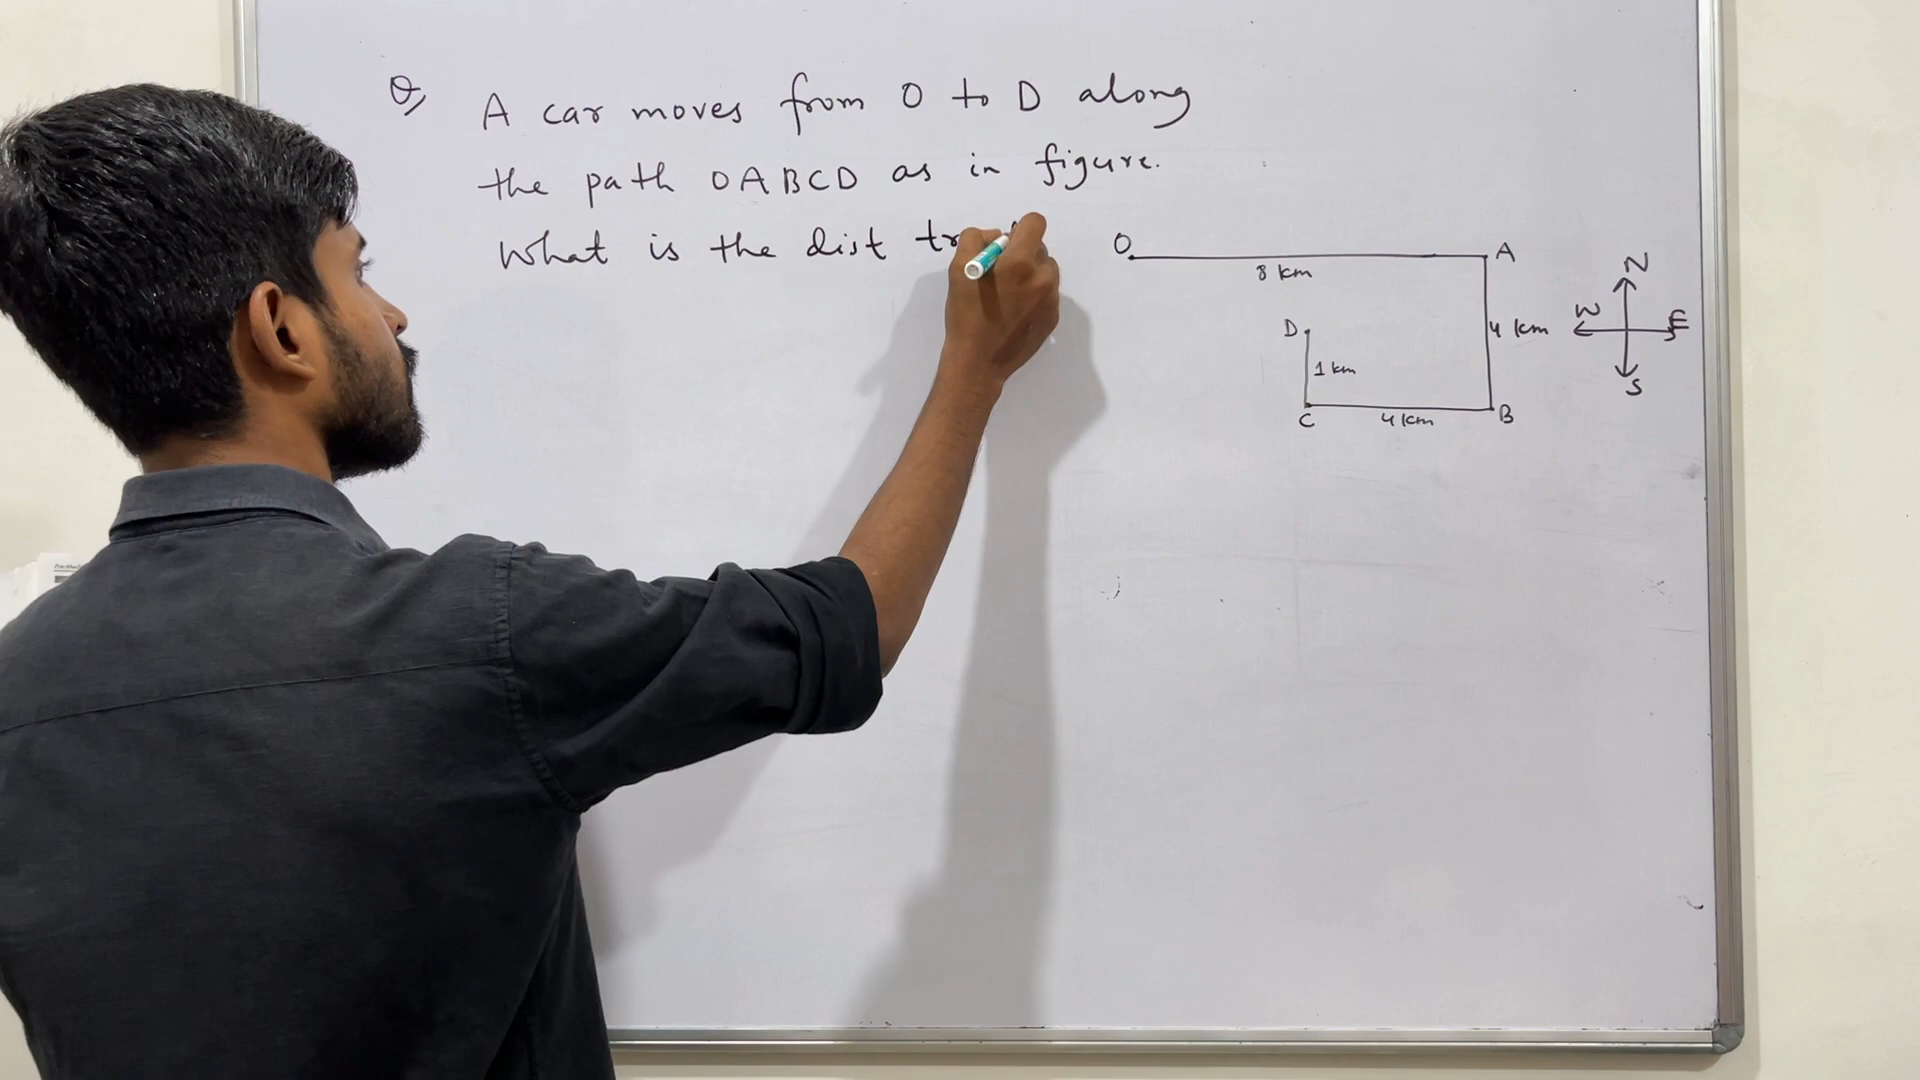 Q, A car moves from O to D along
the path OABCD as in figure.
What is the dist
O
A
8 km
N
W
E
S
D
4 km
1 km
C
4 km
B